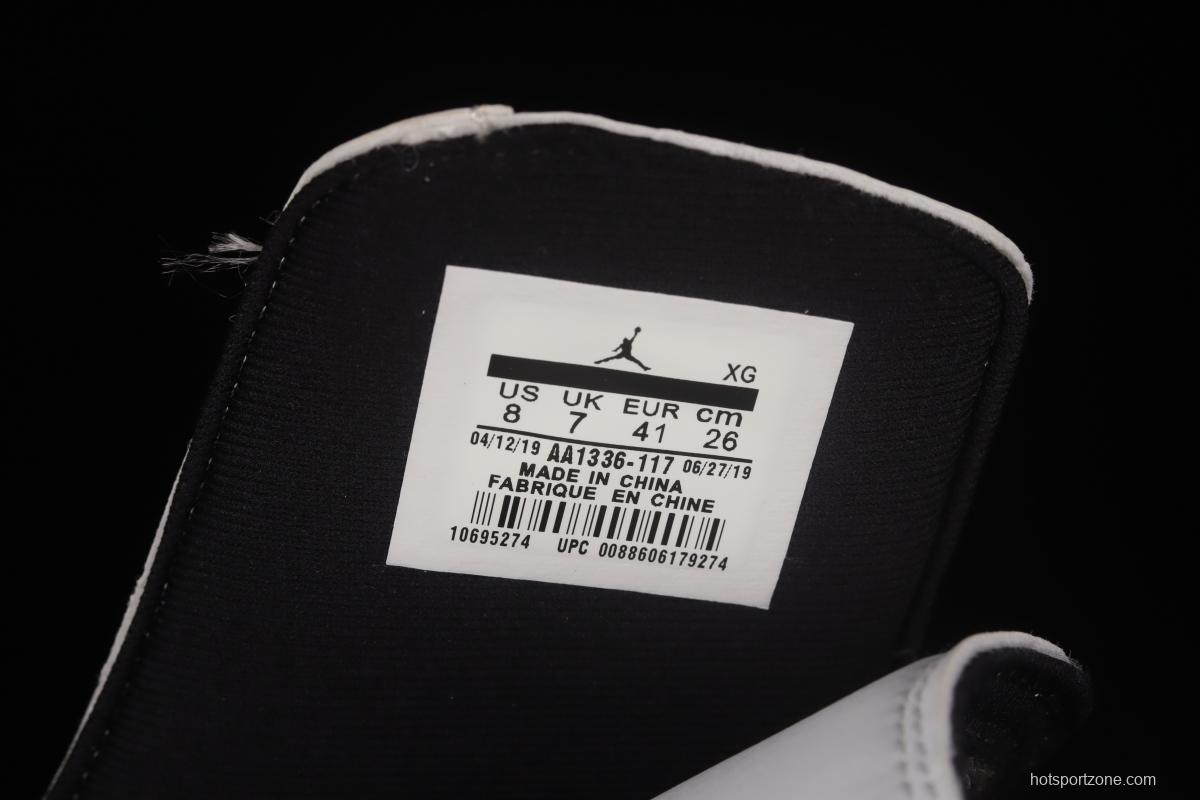 XG
US UK EUR cm
8 7 41 26
04/12/19 AA1336-117 06/27/19
MADE IN CHINA
FABRIQUE EN CHINE
10695274 UPC 0088606179274
hotsportzone.com